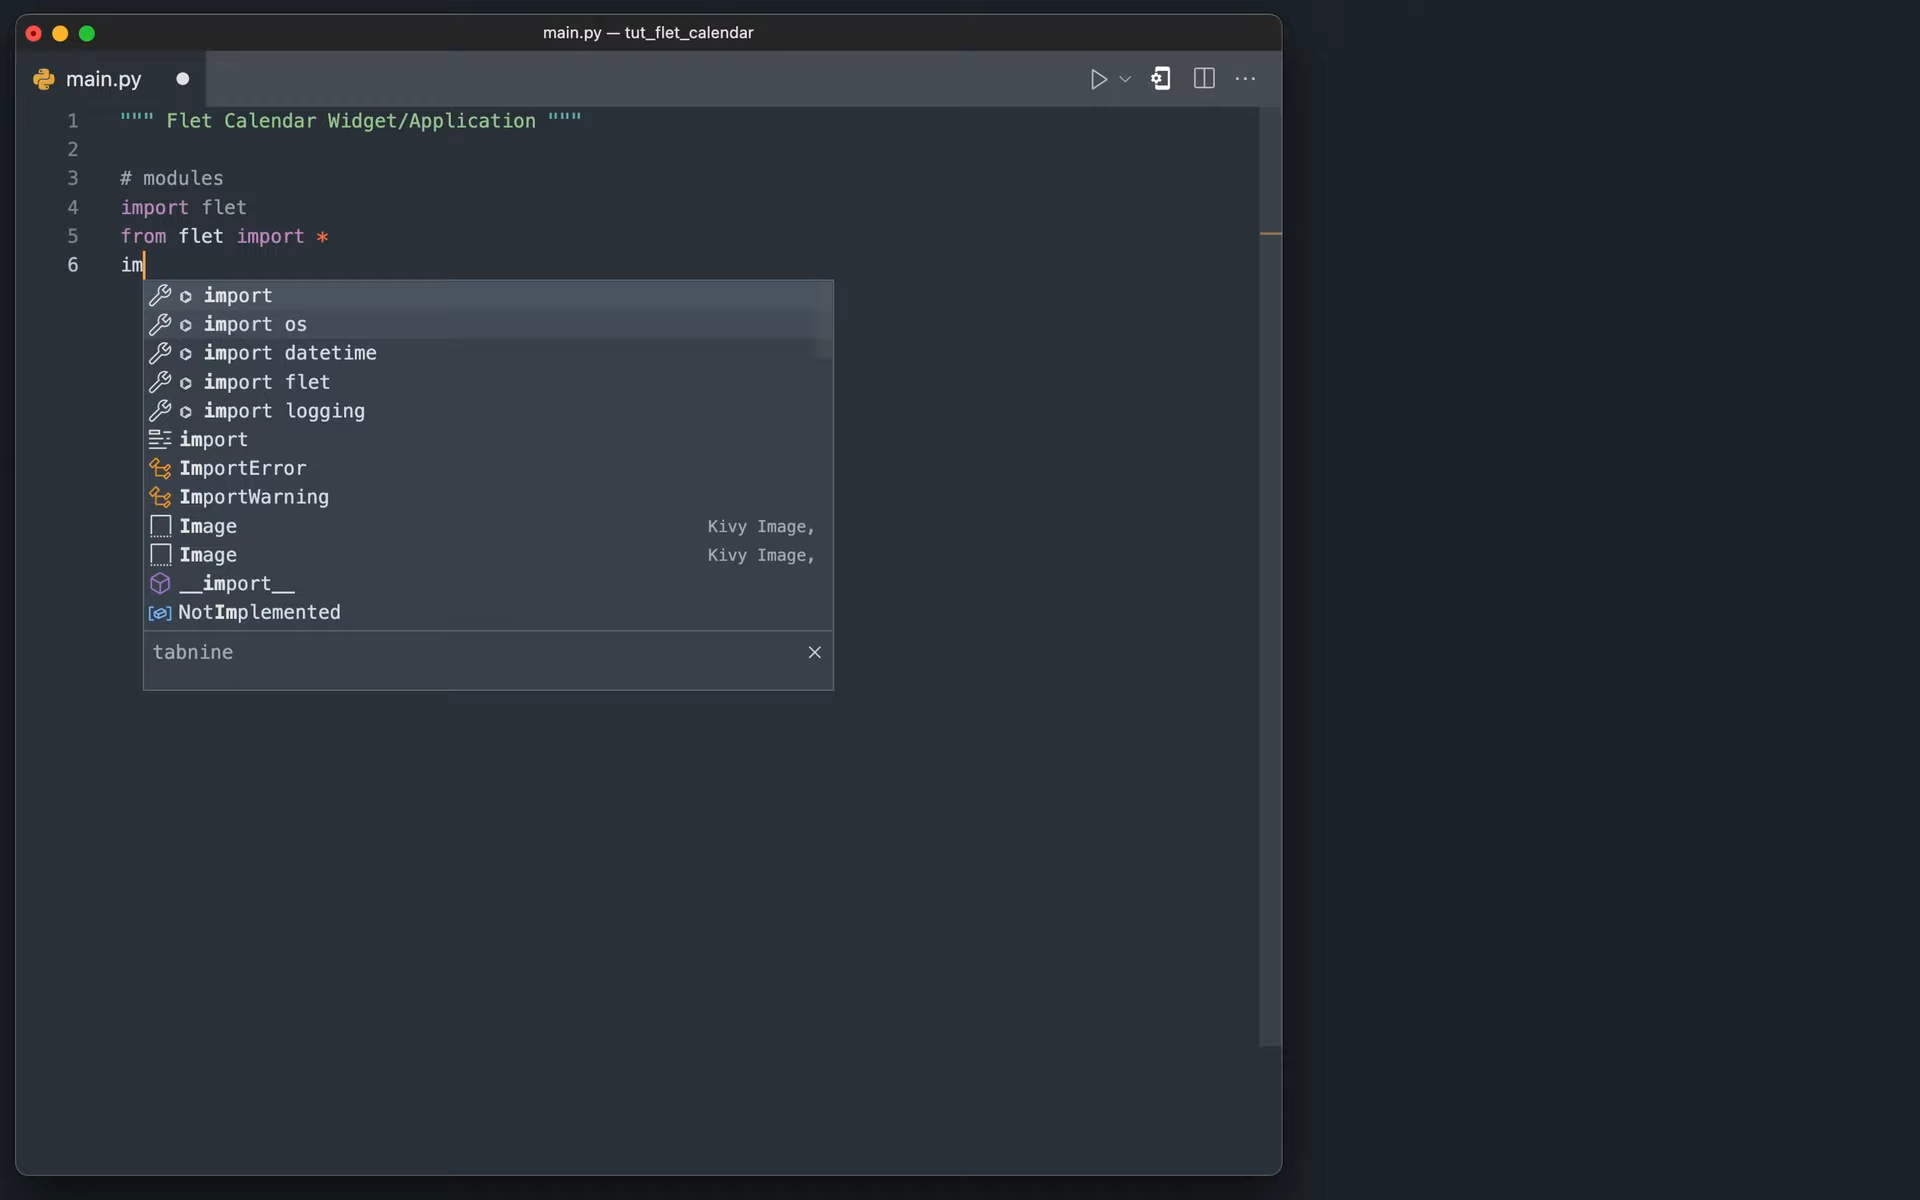 main.py — tut_flet_calendar
main.py
1 """ Flet Calendar Widget/Application """
2
3 # modules
4 import flet
5 from flet import *
6 im
import
import os
import datetime
import flet
import logging
import
ImportError
ImportWarning
Image Kivy Image,
Image Kivy Image,
__import__
NotImplemented
tabnine